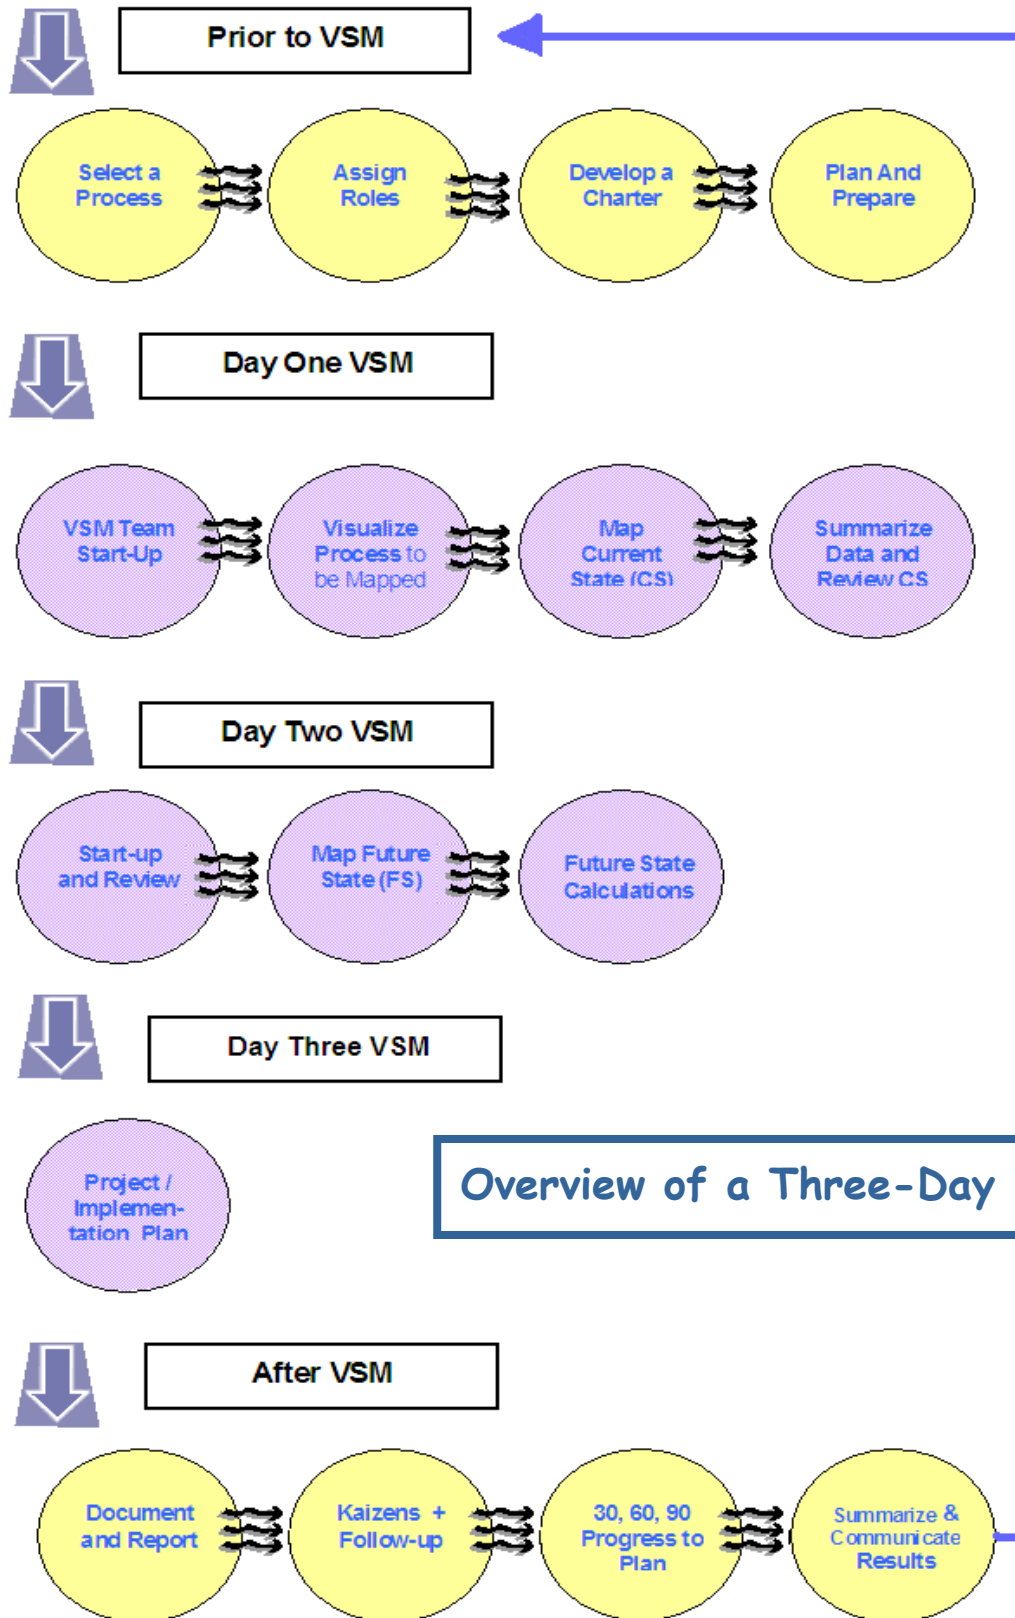 Prior to VSM
Select a
Process
Assign
Roles
Develop a
Charter
Plan And
Prepare
Day One VSM
VSM Team
Start-Up
Visualize
Process to
be Mapped
Map
Current
State (CS)
Summarize
Data and
Review CS
Day Two VSM
Start-up
and Review
Map Future
State (FS)
Future State
Calculations
Day Three VSM
Project /
Implemen-
tation Plan
Overview of a Three-Day
After VSM
Document
and Report
Kaizens +
Follow-up
30, 60, 90
Progress to
Plan
Summarize &
Communicate
Results